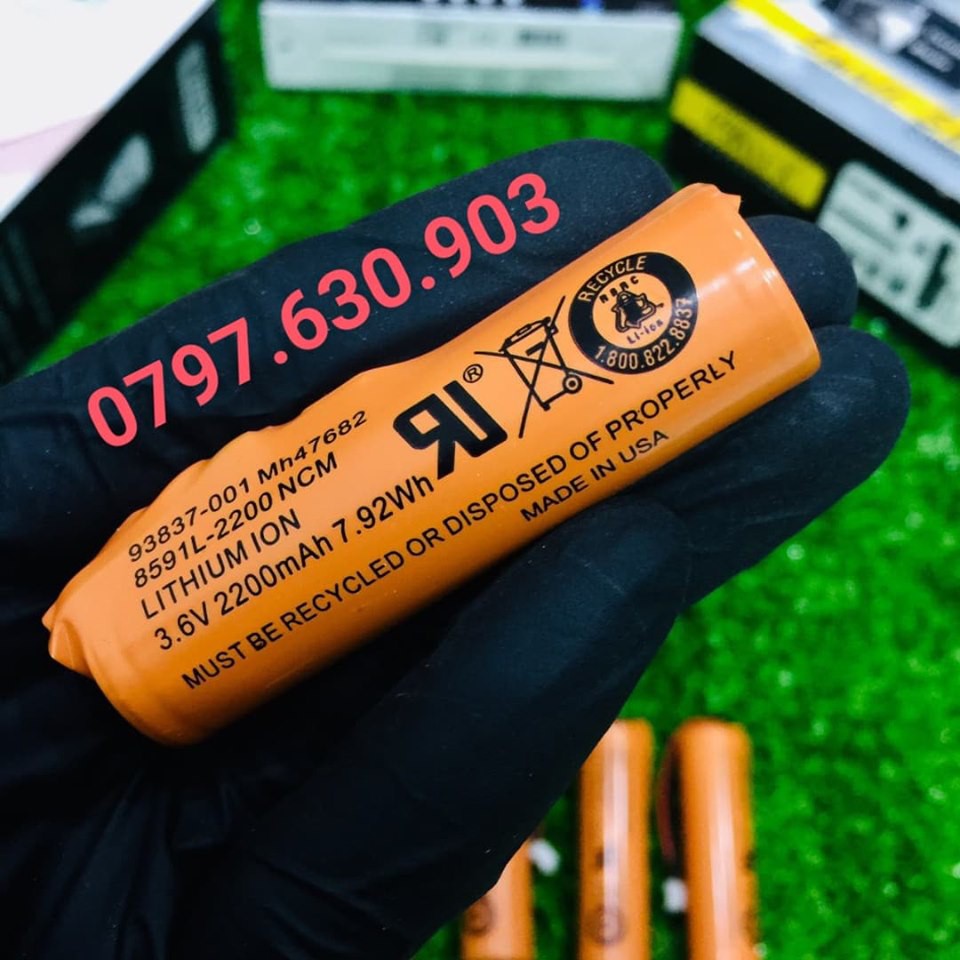 0797.630.903
93837-001 Mh47682
8591L-2200 NCM
LITHIUM ION
3.6V 2200mAh 7.92Wh
MUST BE RECYCLED OR DISPOSED OF PROPERLY
MADE IN USA
®
RECYCLE
RBRC
Li-ion
1.800.822.8837